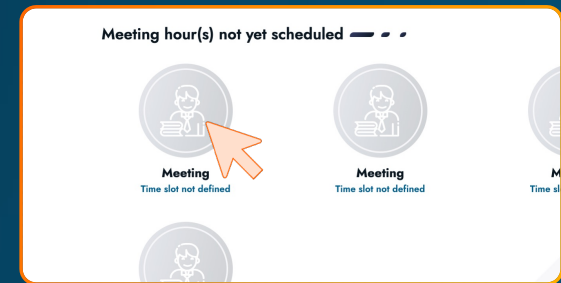 Meeting hour(s) not yet scheduled
Meeting
Time slot not defined
Meeting
Time slot not defined